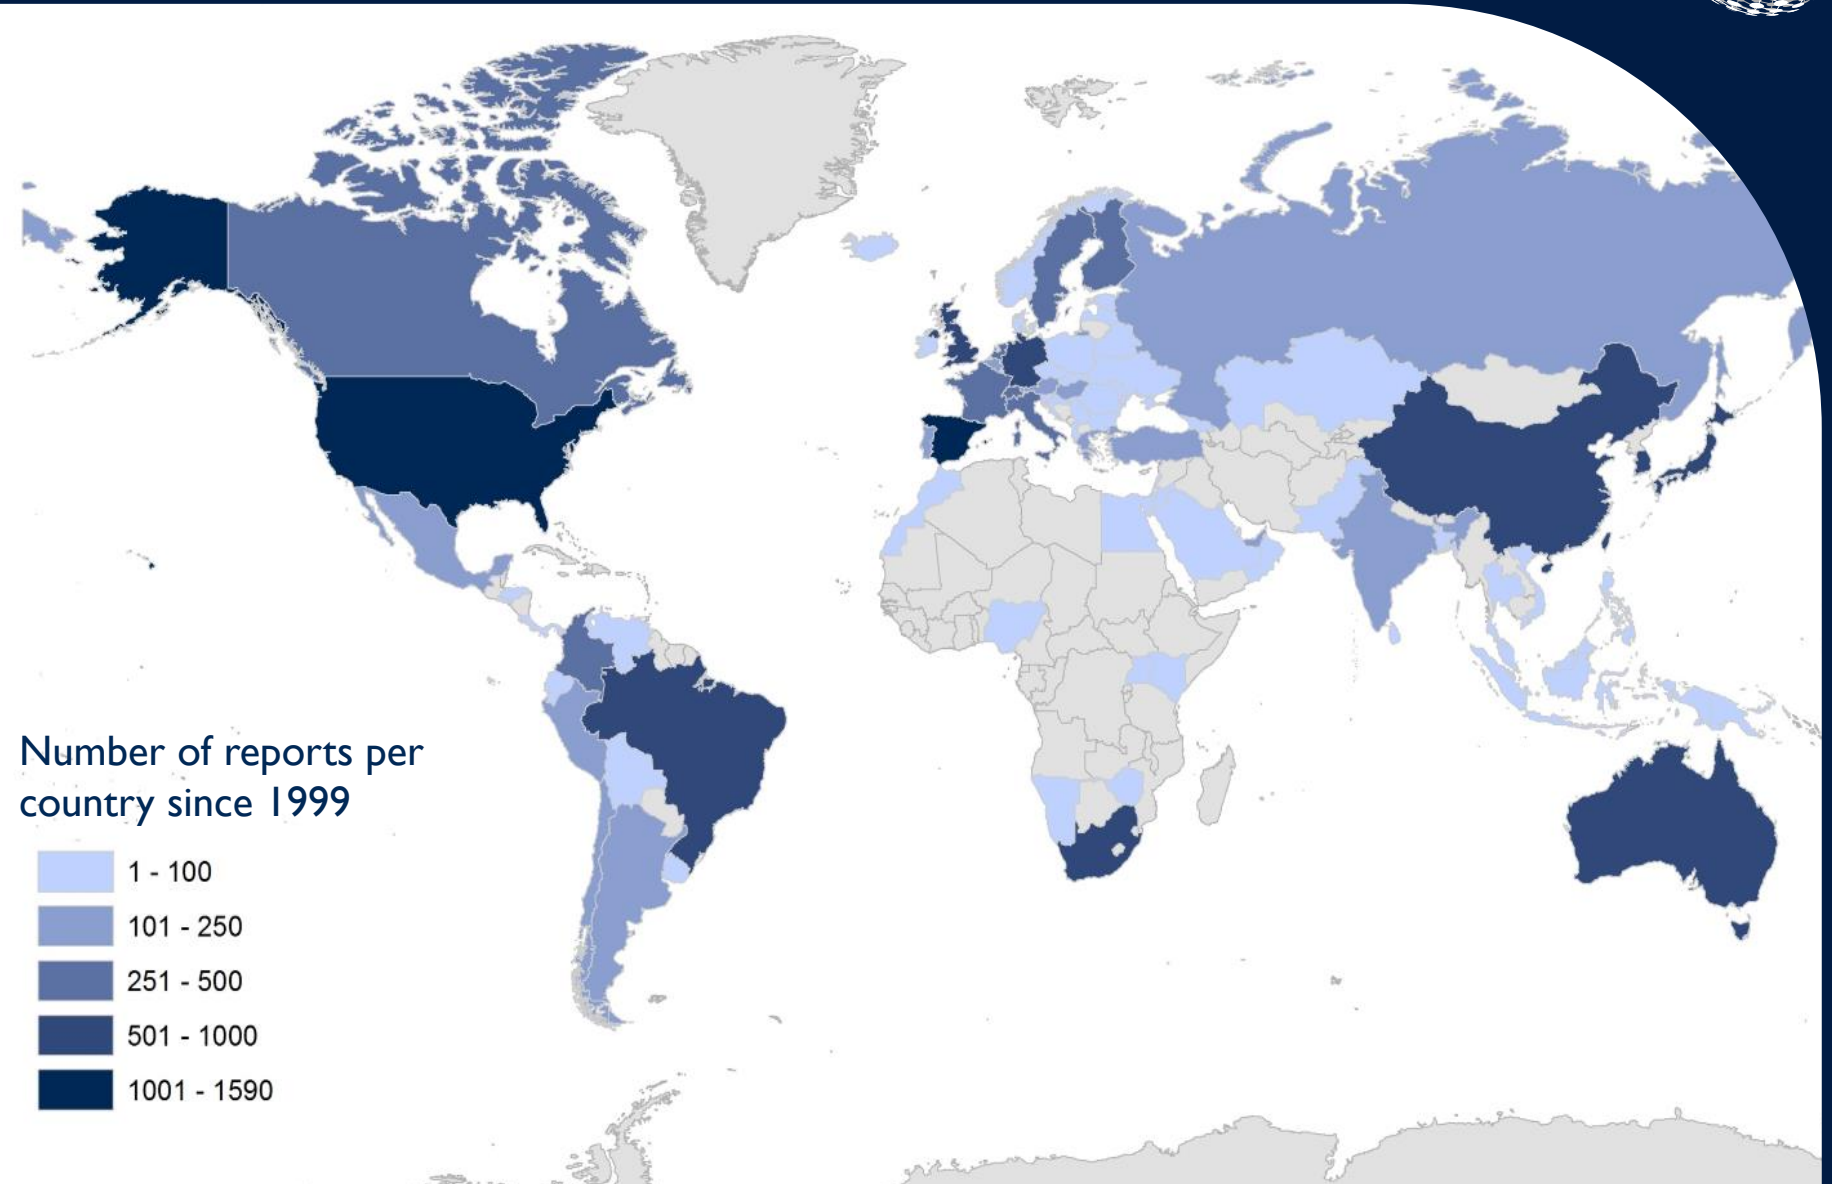 Number of reports per
country since 1999
1 - 100
101 - 250
251 - 500
501 - 1000
1001 - 1590